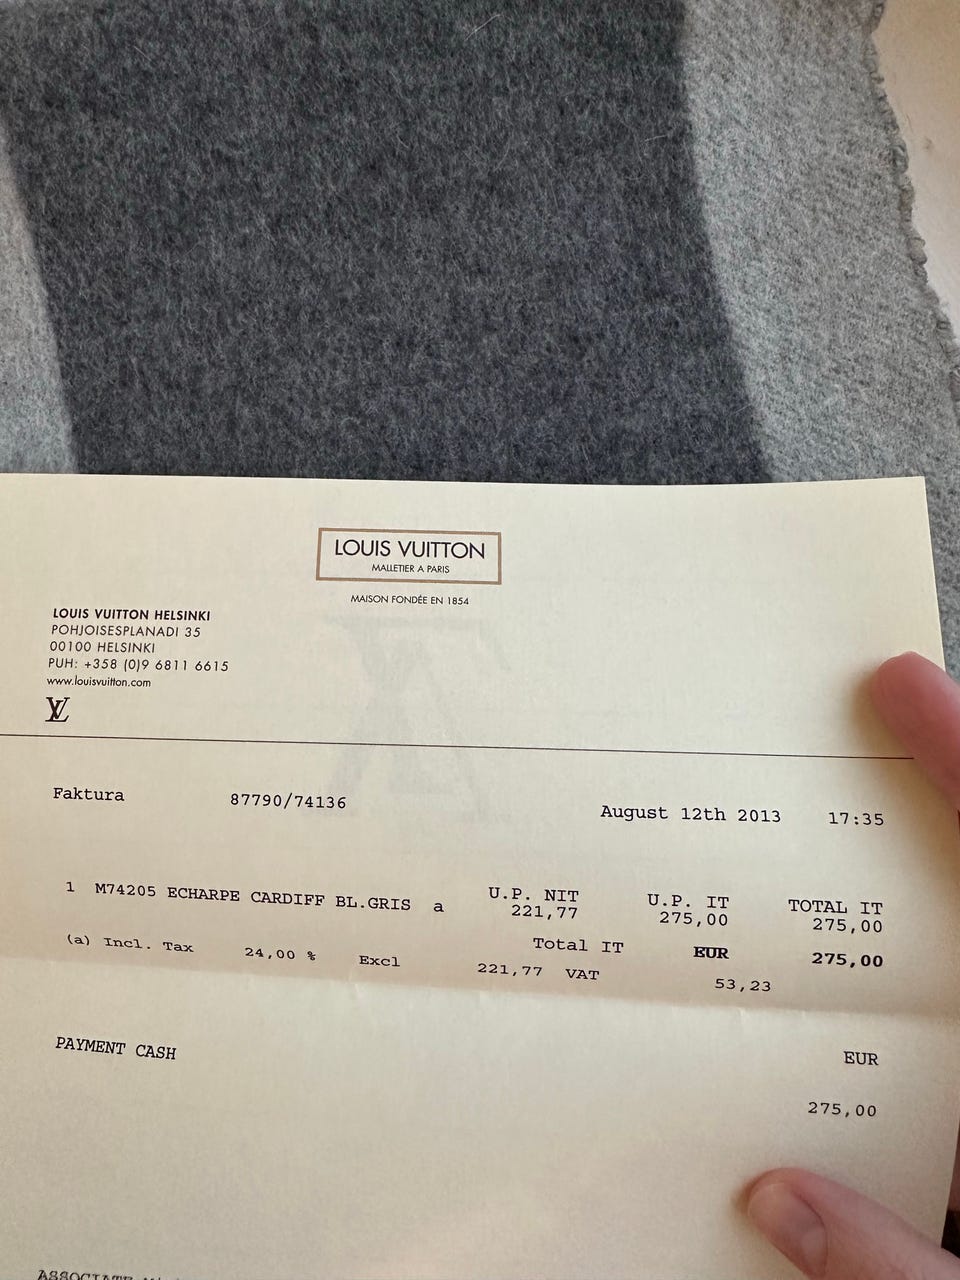 LOUIS VUITTON
MALLETIER A PARIS
MAISON FONDÉE EN 1854
LOUIS VUITTON HELSINKI
POHJOISESPLANADI 35
00100 HELSINKI
PUH: +358 (0)9 6811 6615
www.louisvuitton.com
LV
Faktura 87790/74136 August 12th 2013 17:35
U.P. NIT U.P. IT TOTAL IT
1 M74205 ECHARPE CARDIFF BL.GRIS a 221,77 275,00 275,00
Total IT EUR 275,00
(a) Incl. Tax 24,00 % Excl 221,77 VAT 53,23
PAYMENT CASH EUR
275,00
ASSOCIATE